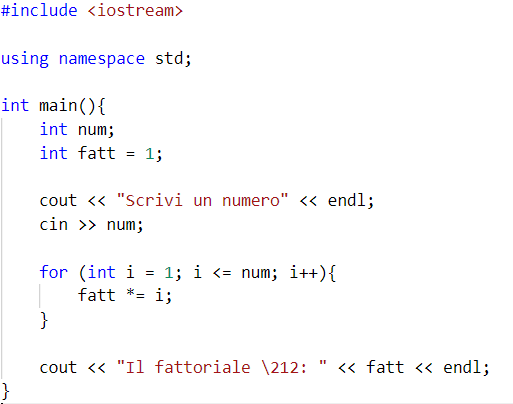 #include <iostream>
using namespace std;
int main(){
int num;
int fatt = 1;
cout << "Scrivi un numero" << endl;
cin >> num;
for (int i = 1; i <= num; i++){
fatt *= i;
}
cout << "Il fattoriale \212: " << fatt << endl;
}